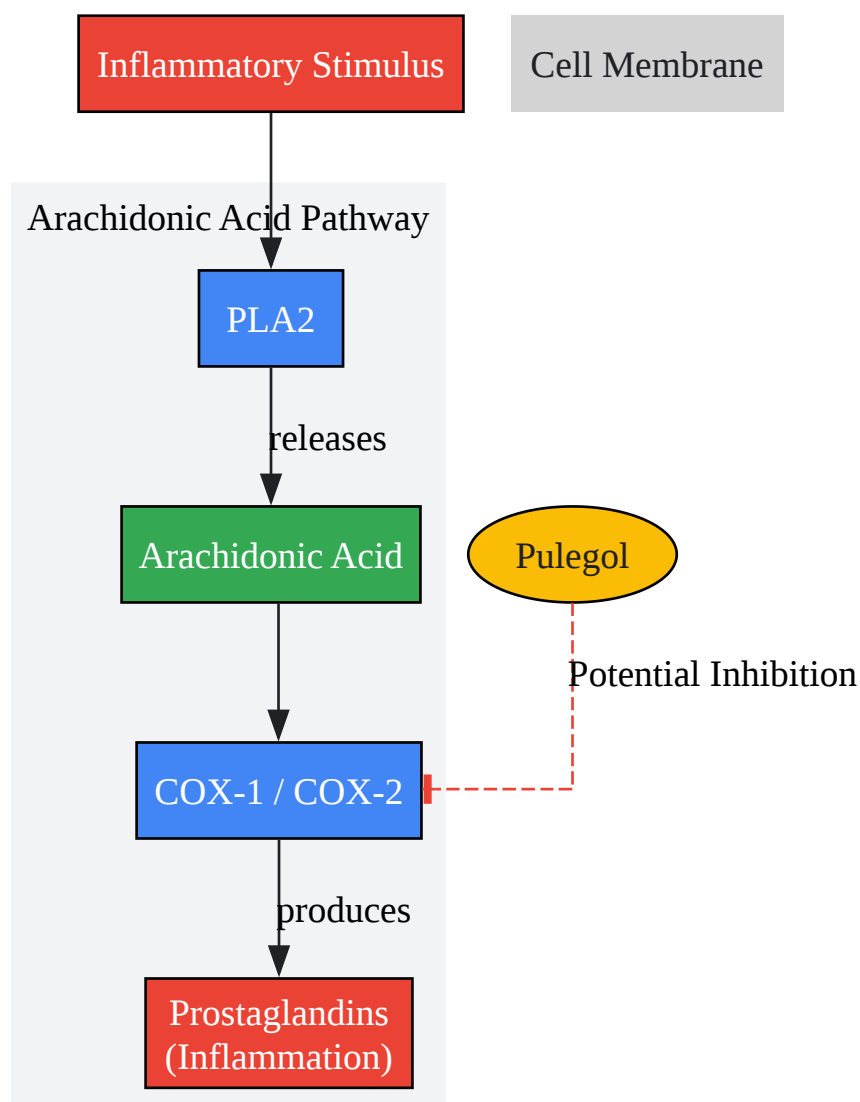 Inflammatory Stimulus
Cell Membrane
Arachidonic Acid Pathway
PLA2
releases
Arachidonic Acid
Pulegol
Potential Inhibition
COX-1 / COX-2
produces
Prostaglandins
(Inflammation)